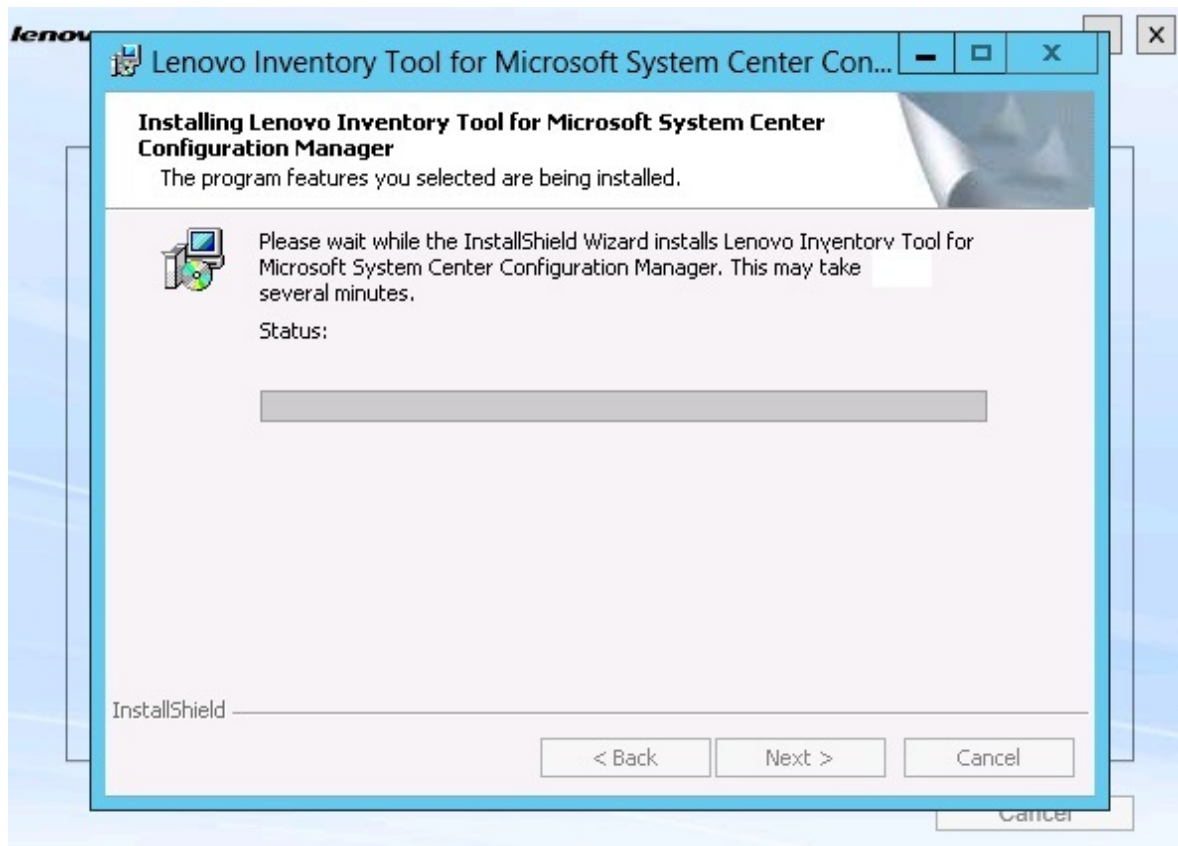 Lenovo Inventory Tool for Microsoft System Center Con...
Installing Lenovo Inventory Tool for Microsoft System Center
Configuration Manager
The program features you selected are being installed.
Please wait while the InstallShield Wizard installs Lenovo Inventory Tool for
Microsoft System Center Configuration Manager. This may take
several minutes.
Status:
InstallShield
< Back
Next >
Cancel
Cancel